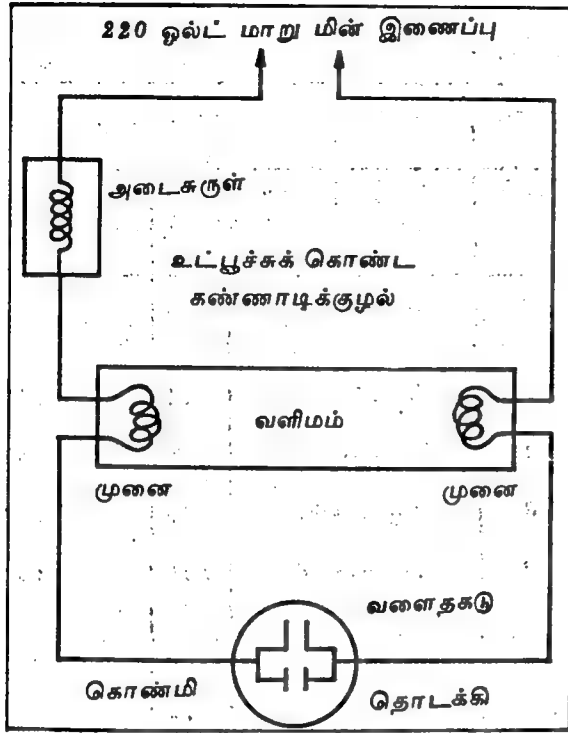 220 ஒல்ட் மாறு மின் இணைப்பு
அடைசுருள்
உட்பூச்சுக் கொண்ட
கண்ணாடிக்குழல்
வளிமம்
முனை
முனை
வளைதகடு
கொண்மி
தொடக்கி